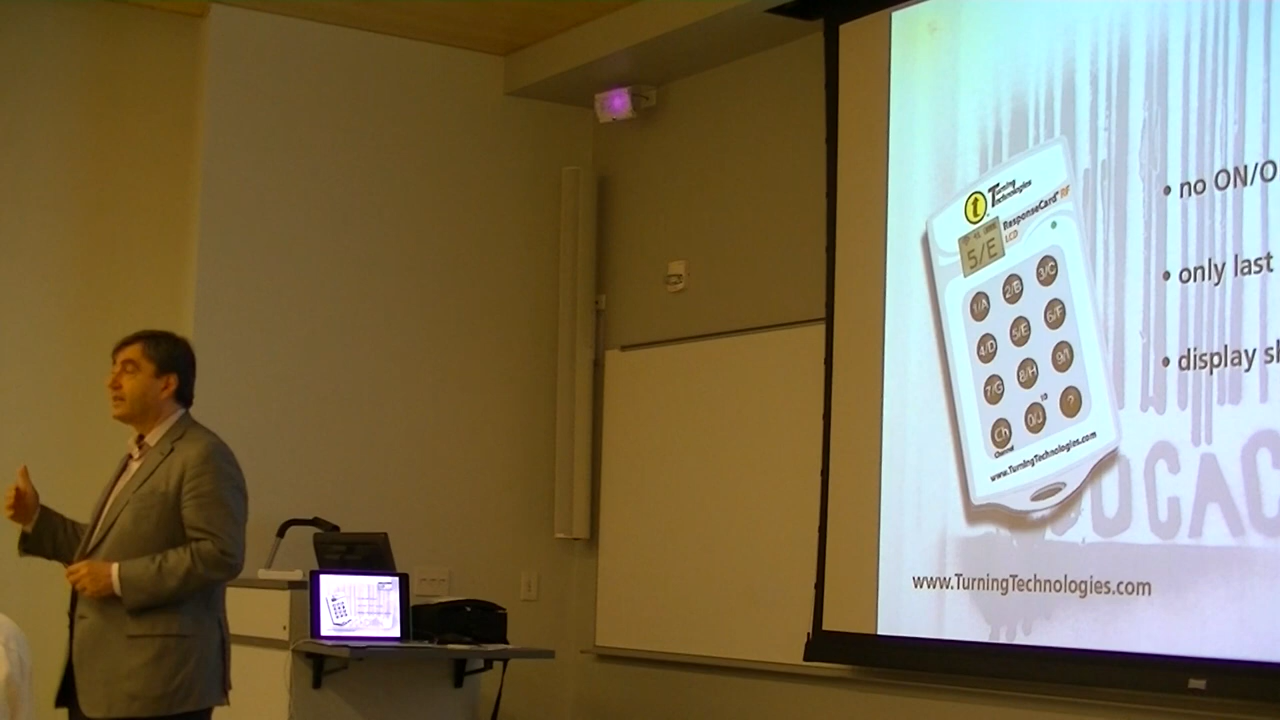 Turning
Technologies
ResponseCard RF
LCD
5/E
1/A 2/B 3/C
4/D 5/E 6/F
7/G 8/H 9/I
Ch 0/J 10 ?
Channel
www.TurningTechnologies.com
• no ON/O
• only last
• display sh
www.TurningTechnologies.com